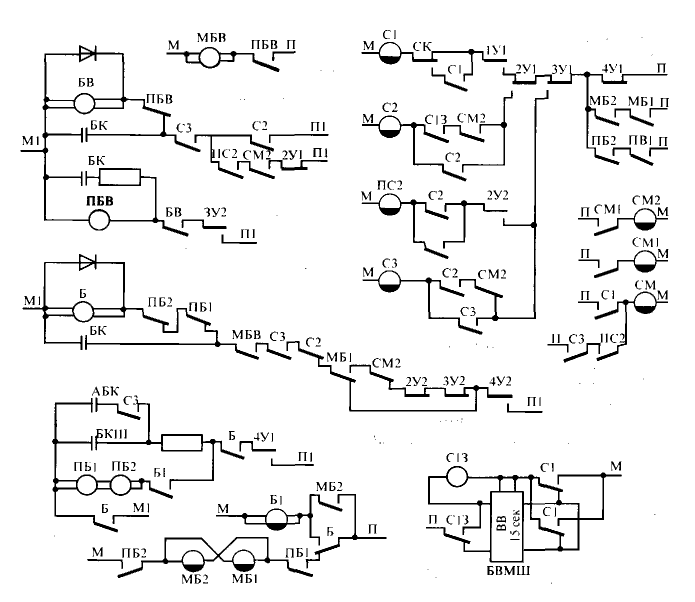 М МБВ ПБВ П
БВ
ПБВ
БК С3 С2 П1
М1
ПС2 СМ2 2У1 П1
БК
ПБВ БВ 3У2
П1
М1 Б ПБ2 ПБ1
БК
МБВ С3 С2
МБ1 СМ2
2У2 3У2 4У2
П1
АБК С3
БКШ
Б 4У1
П1
ПБ1 ПБ2 Б1
Б М1
М Б1 МБ2
Б П
М ПБ2 МБ2 МБ1 ПБ1
С1
М СК 1У1
С1 2У1 3У1 4У1 П
МБ2 МБ1 П
С2
М С13 СМ2
С2
ПБ2 ПВ1 П
ПС2
М С2 2У2
С3
М С2 СМ2
С3
П СМ1 СМ2 М
П СМ1 М
П С1 СМ М
П С3 ПС2
С13 С1 М
П С13 С1
ВВ
15 сек
БВМШ